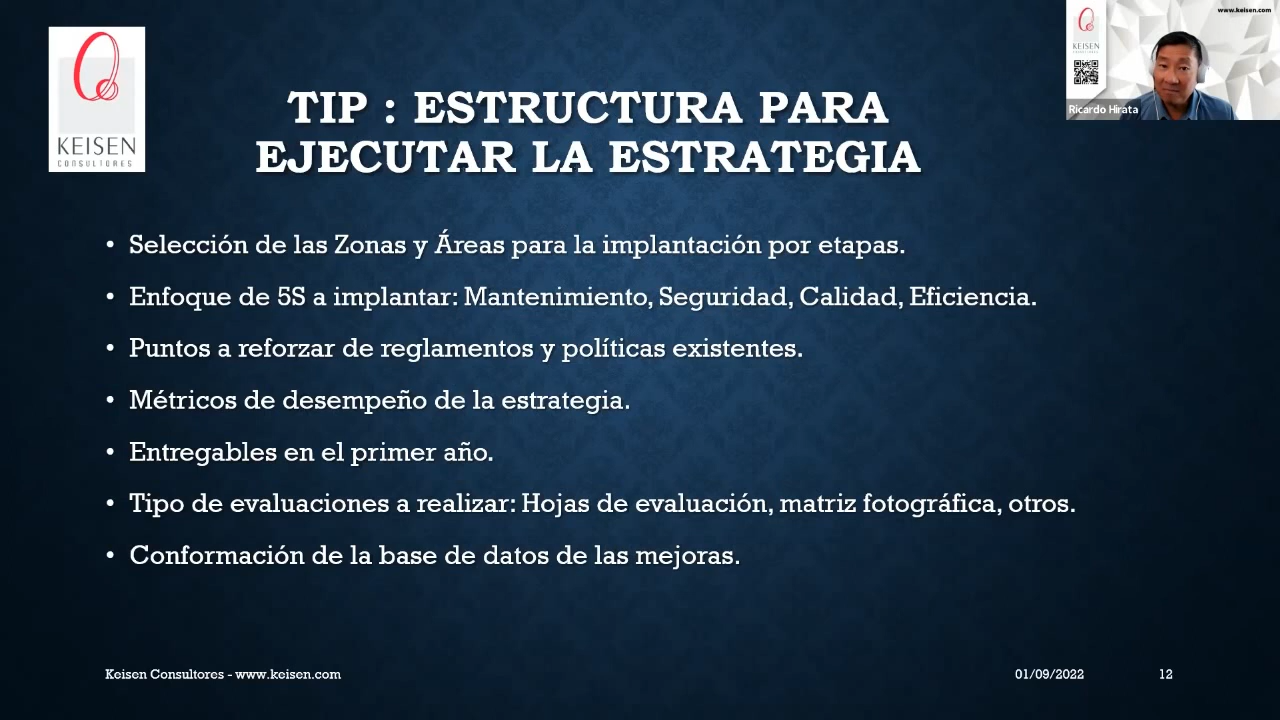 www.keisen.com
KEISEN
Ricardo Hirata
KEISEN
CONSULTORES
TIP : ESTRUCTURA PARA
EJECUTAR LA ESTRATEGIA
• Selección de las Zonas y Áreas para la implantación por etapas.
• Enfoque de 5S a implantar: Mantenimiento, Seguridad, Calidad, Eficiencia.
• Puntos a reforzar de reglamentos y políticas existentes.
• Métricos de desempeño de la estrategia.
• Entregables en el primer año.
• Tipo de evaluaciones a realizar: Hojas de evaluación, matriz fotográfica, otros.
• Conformación de la base de datos de las mejoras.
Keisen Consultores - www.keisen.com
01/09/2022
12